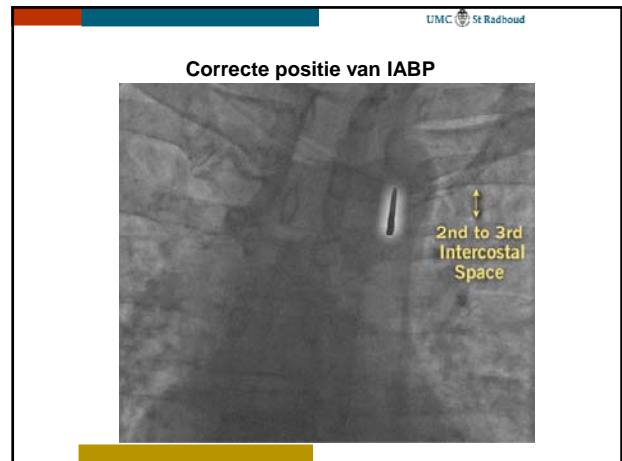 UMC St Radboud
Correcte positie van IABP
2nd to 3rd
Intercostal
Space